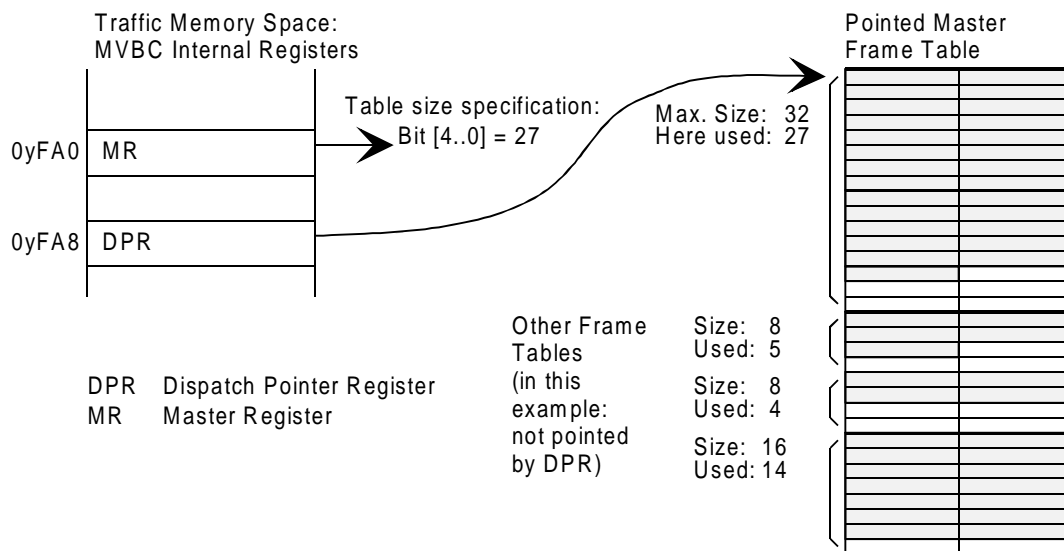 Traffic Memory Space:
MVBC Internal Registers
Pointed Master
Frame Table
Table size specification:
Bit [4..0] = 27
Max. Size: 32
Here used: 27
0yFA0 MR
0yFA8 DPR
Other Frame
Tables
(in this
example:
not pointed
by DPR)
Size: 8
Used: 5
Size: 8
Used: 4
Size: 16
Used: 14
DPR Dispatch Pointer Register
MR Master Register